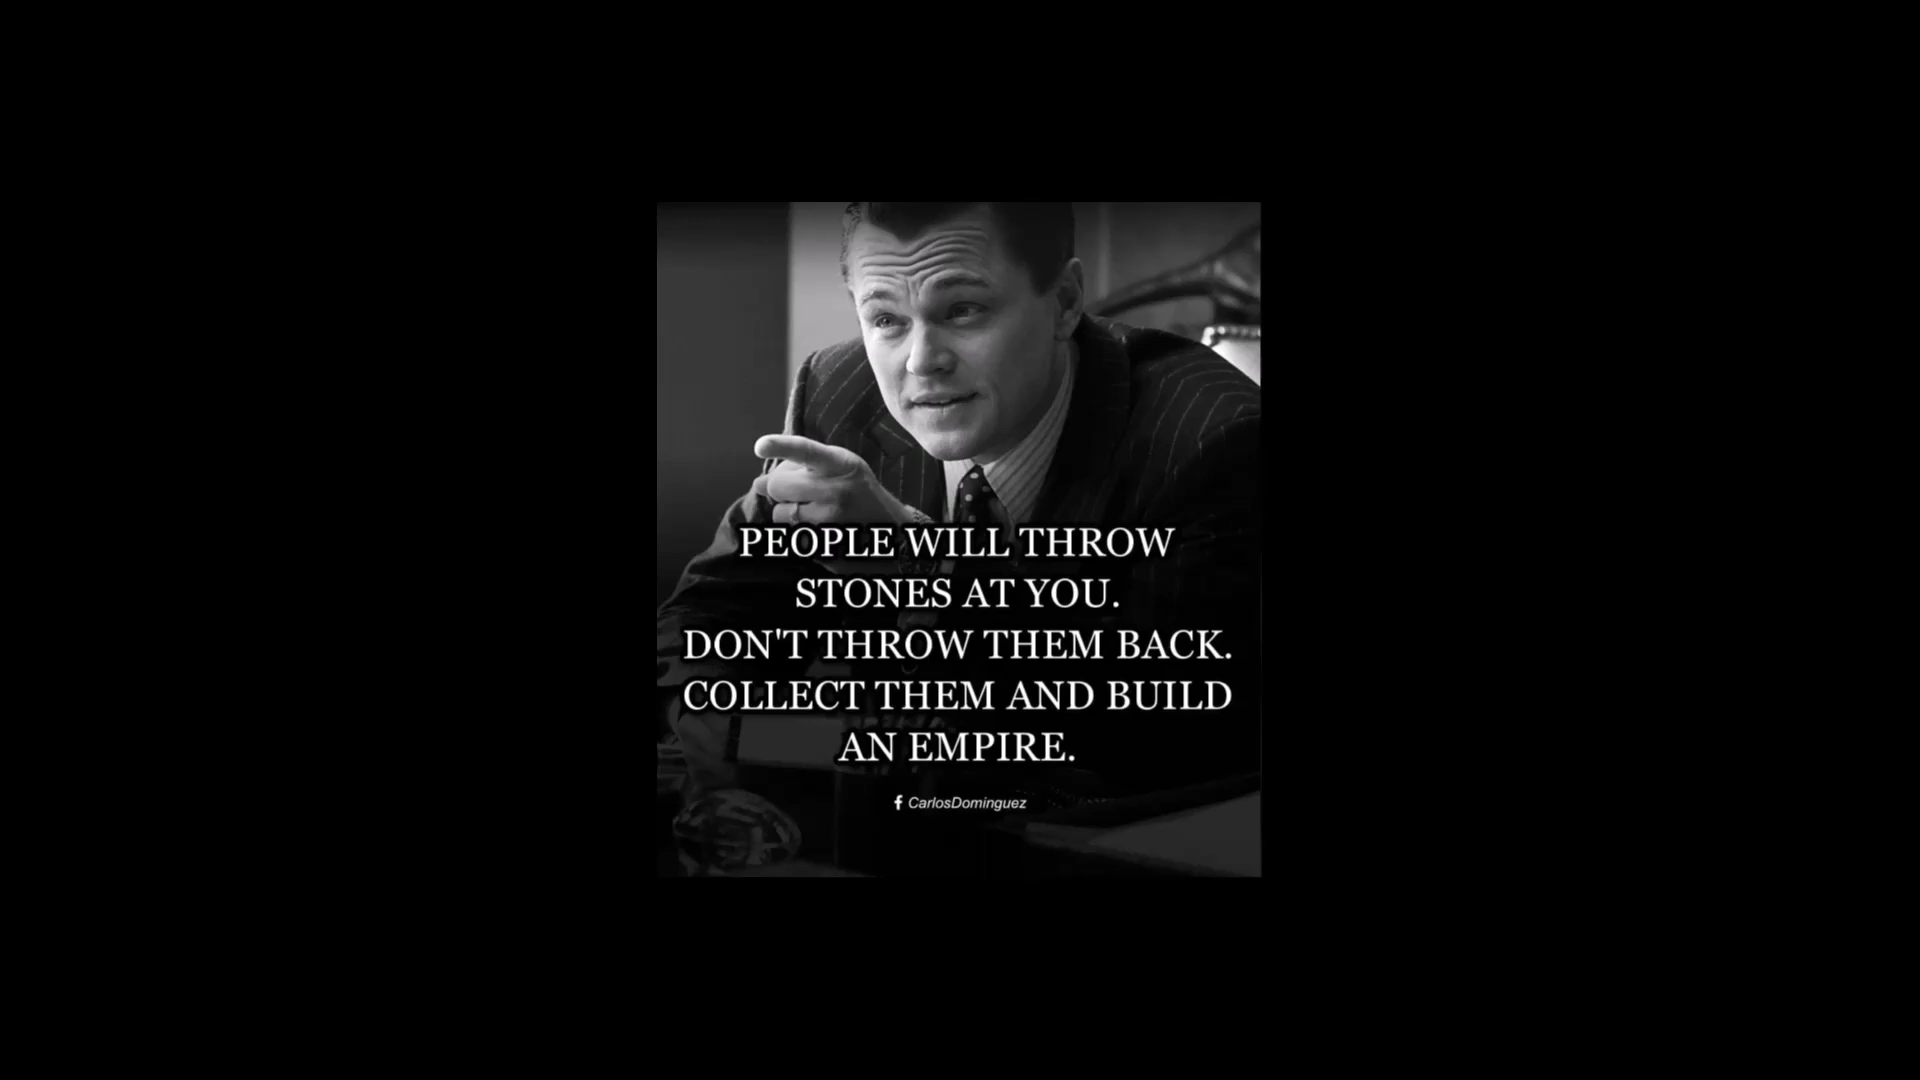 PEOPLE WILL THROW
STONES AT YOU.
DON'T THROW THEM BACK.
COLLECT THEM AND BUILD
AN EMPIRE.
f CarlosDominguez